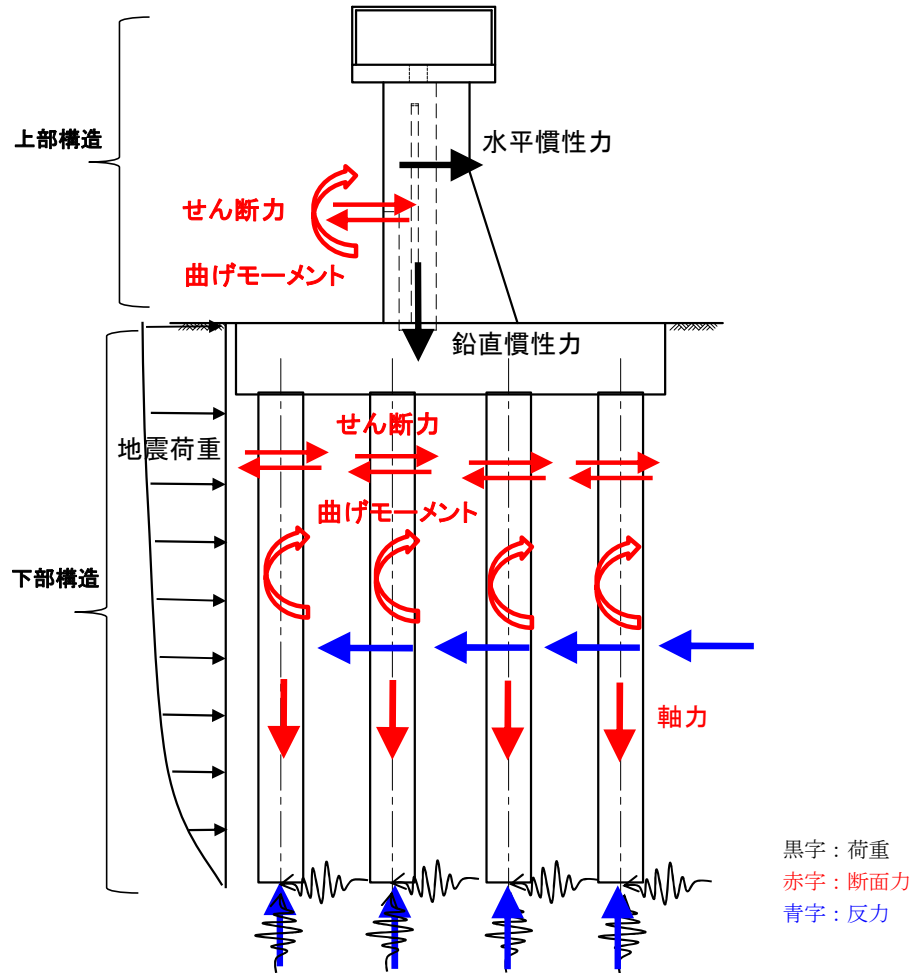 上部構造
水平慣性力
せん断力
曲げモーメント
鉛直慣性力
せん断力
地震荷重
曲げモーメント
下部構造
軸力
黒字：荷重
赤字：断面力
青字：反力